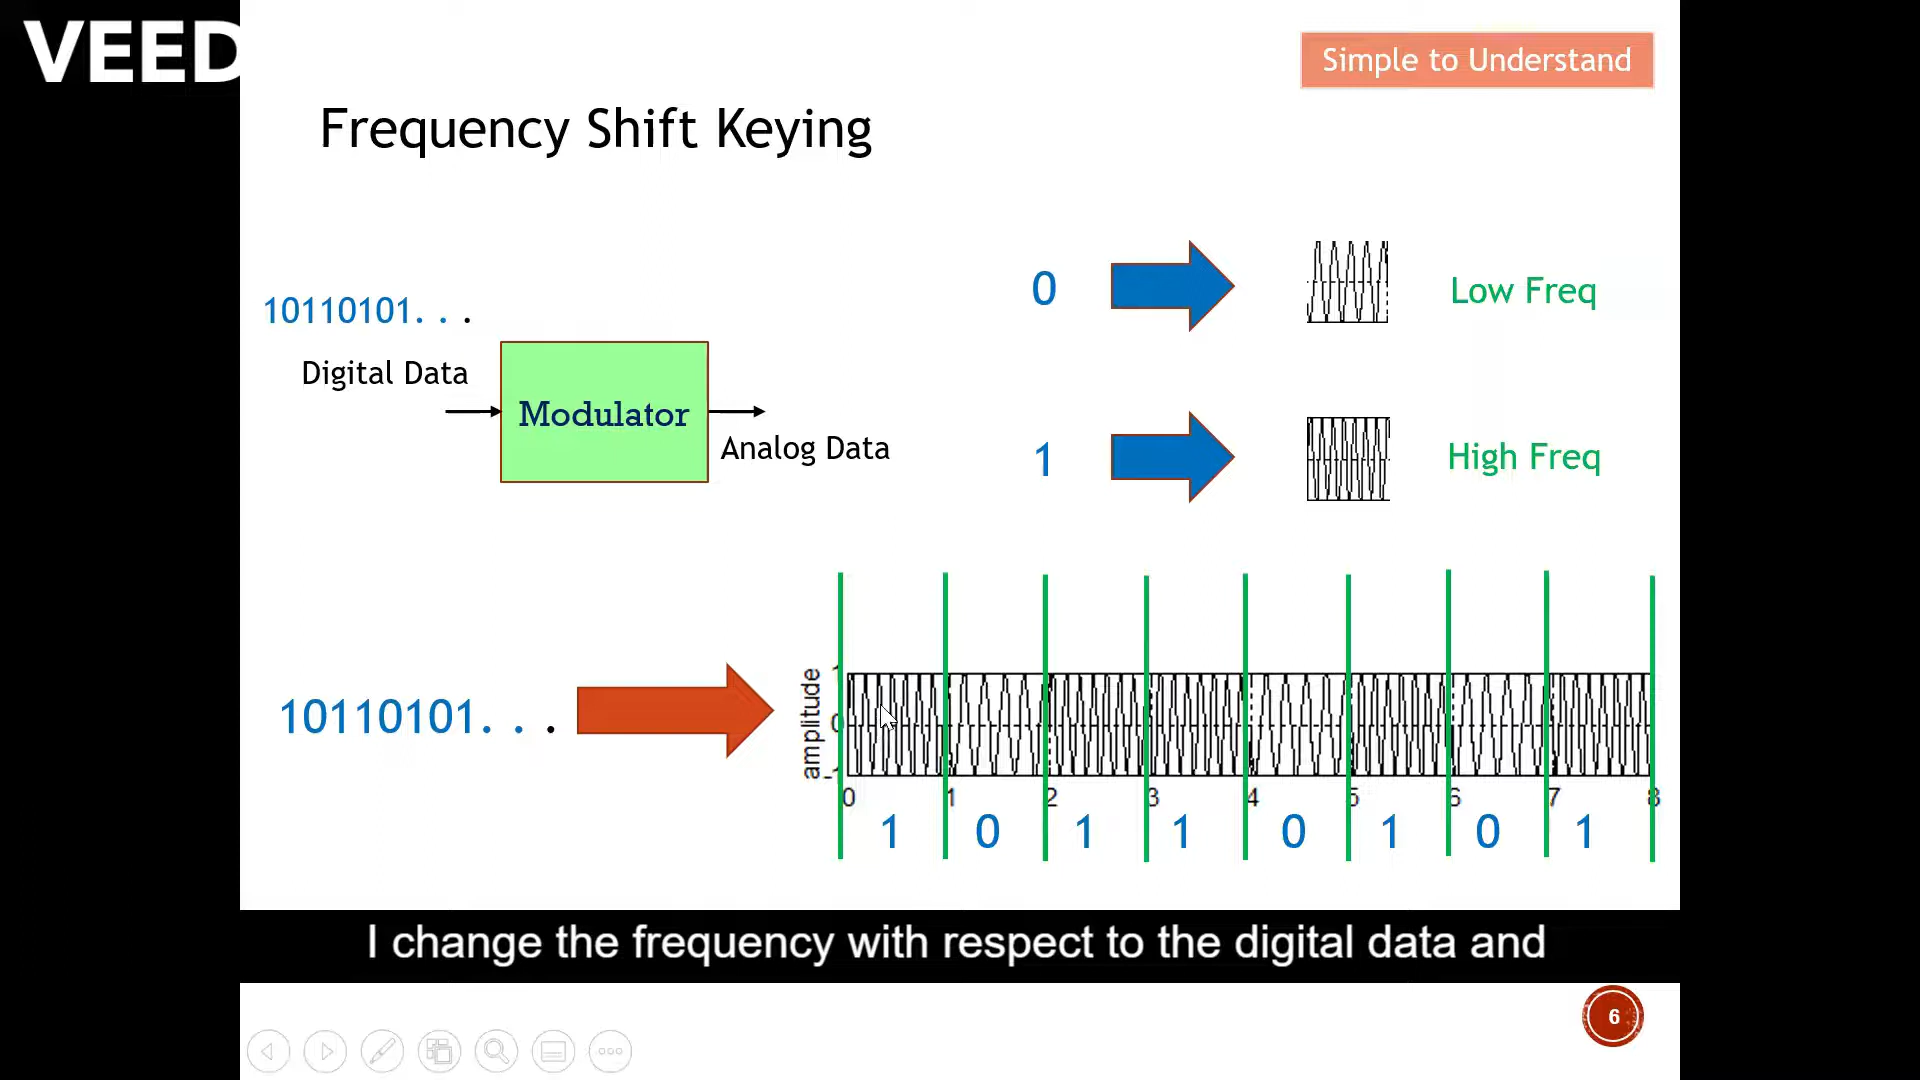 VEED
Simple to Understand
Frequency Shift Keying
10110101. . .
Digital Data
Modulator
Analog Data
0
Low Freq
1
High Freq
10110101. . .
amplitude
1
0
-1
0 1 2 3 4 5 6 7 8
1 0 1 1 0 1 0 1
I change the frequency with respect to the digital data and
6